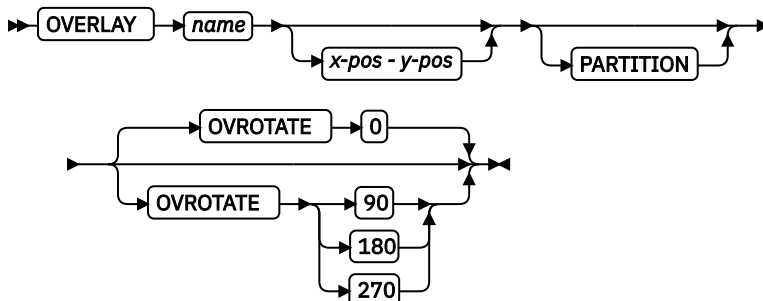 OVERLAY name
x-pos - y-pos PARTITION
OVROTATE 0
OVROTATE 90
180
270